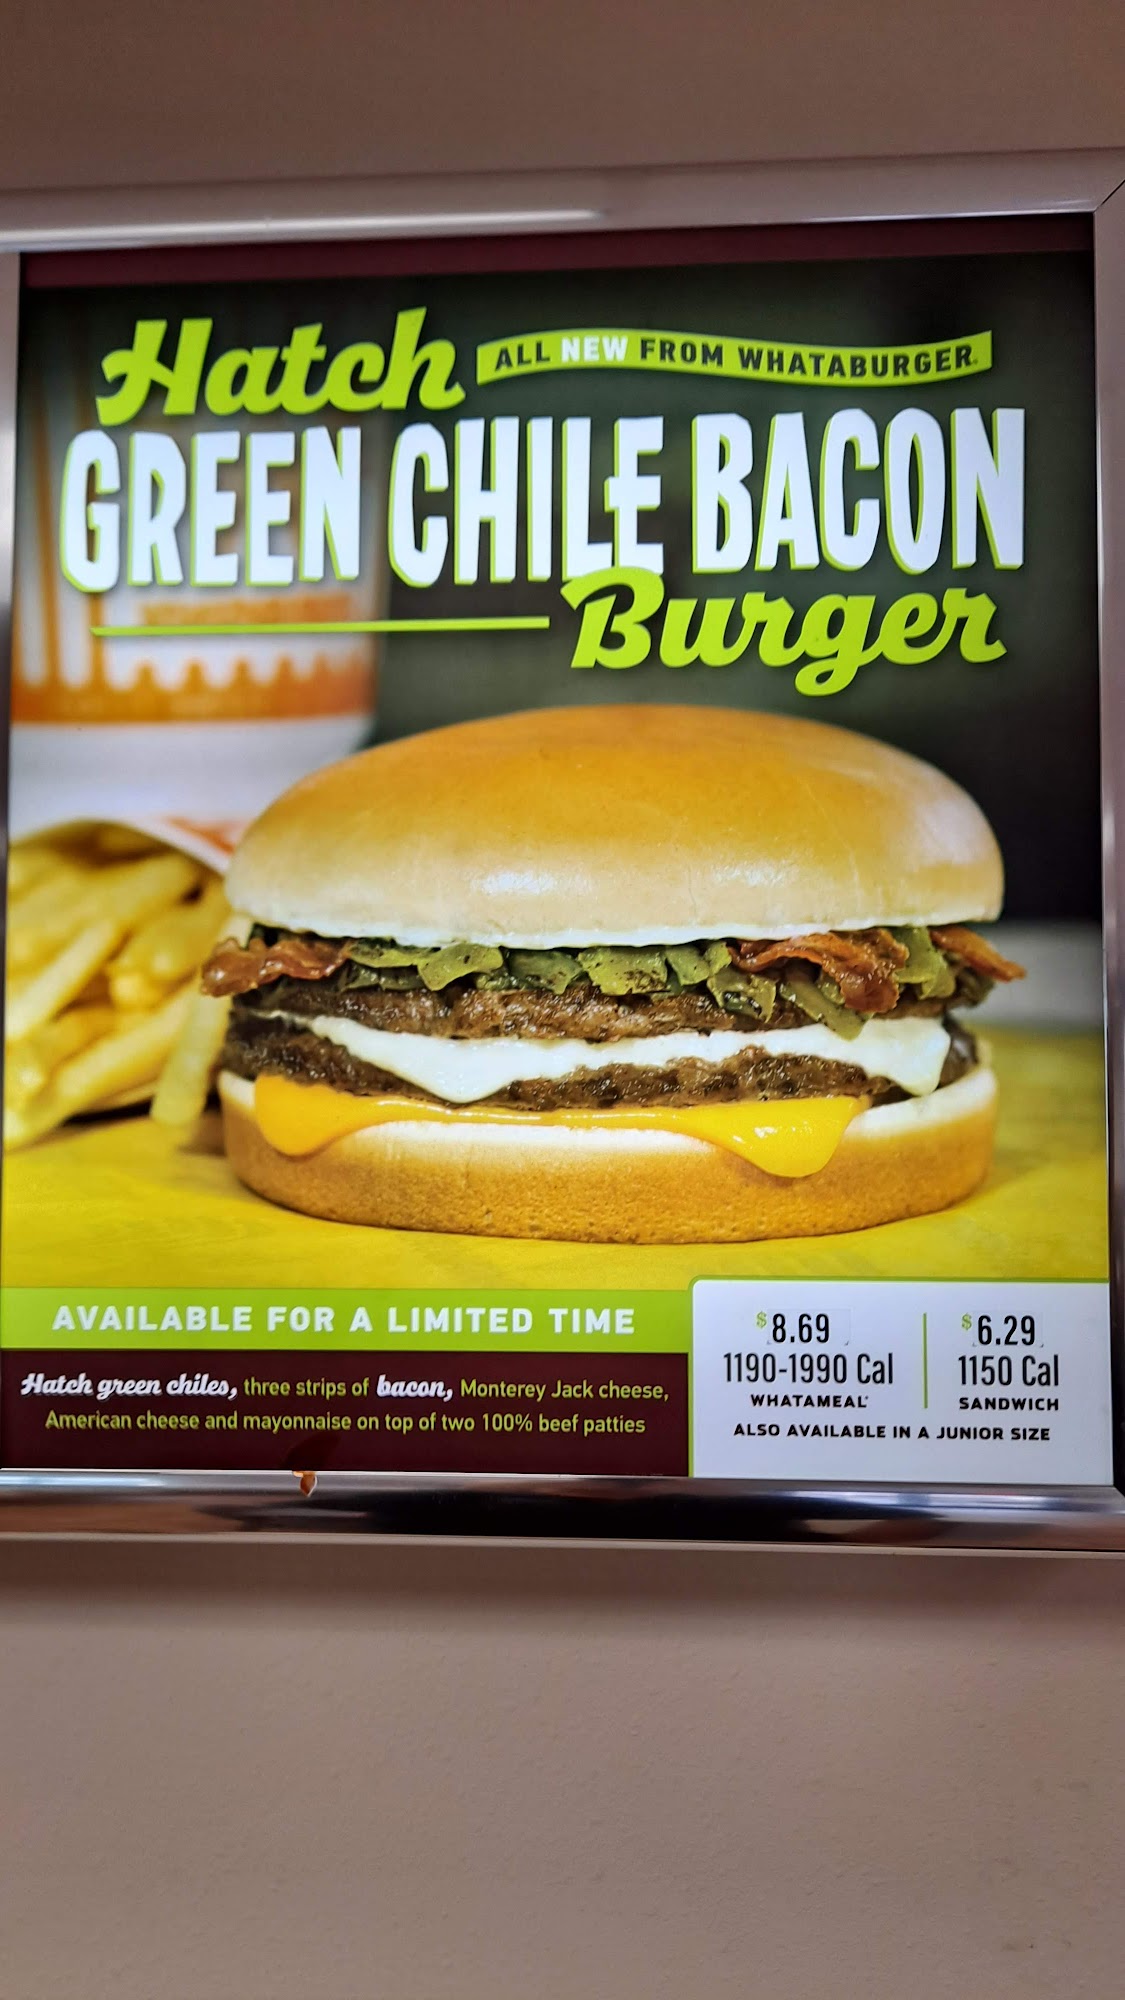 Hatch
ALL NEW FROM WHATABURGER.
GREEN CHILE BACON
Burger
AVAILABLE FOR A LIMITED TIME
Hatch green chiles, three strips of bacon, Monterey Jack cheese,
American cheese and mayonnaise on top of two 100% beef patties
$8.69
1190-1990 Cal
WHATAMEAL®
$6.29
1150 Cal
SANDWICH
ALSO AVAILABLE IN A JUNIOR SIZE